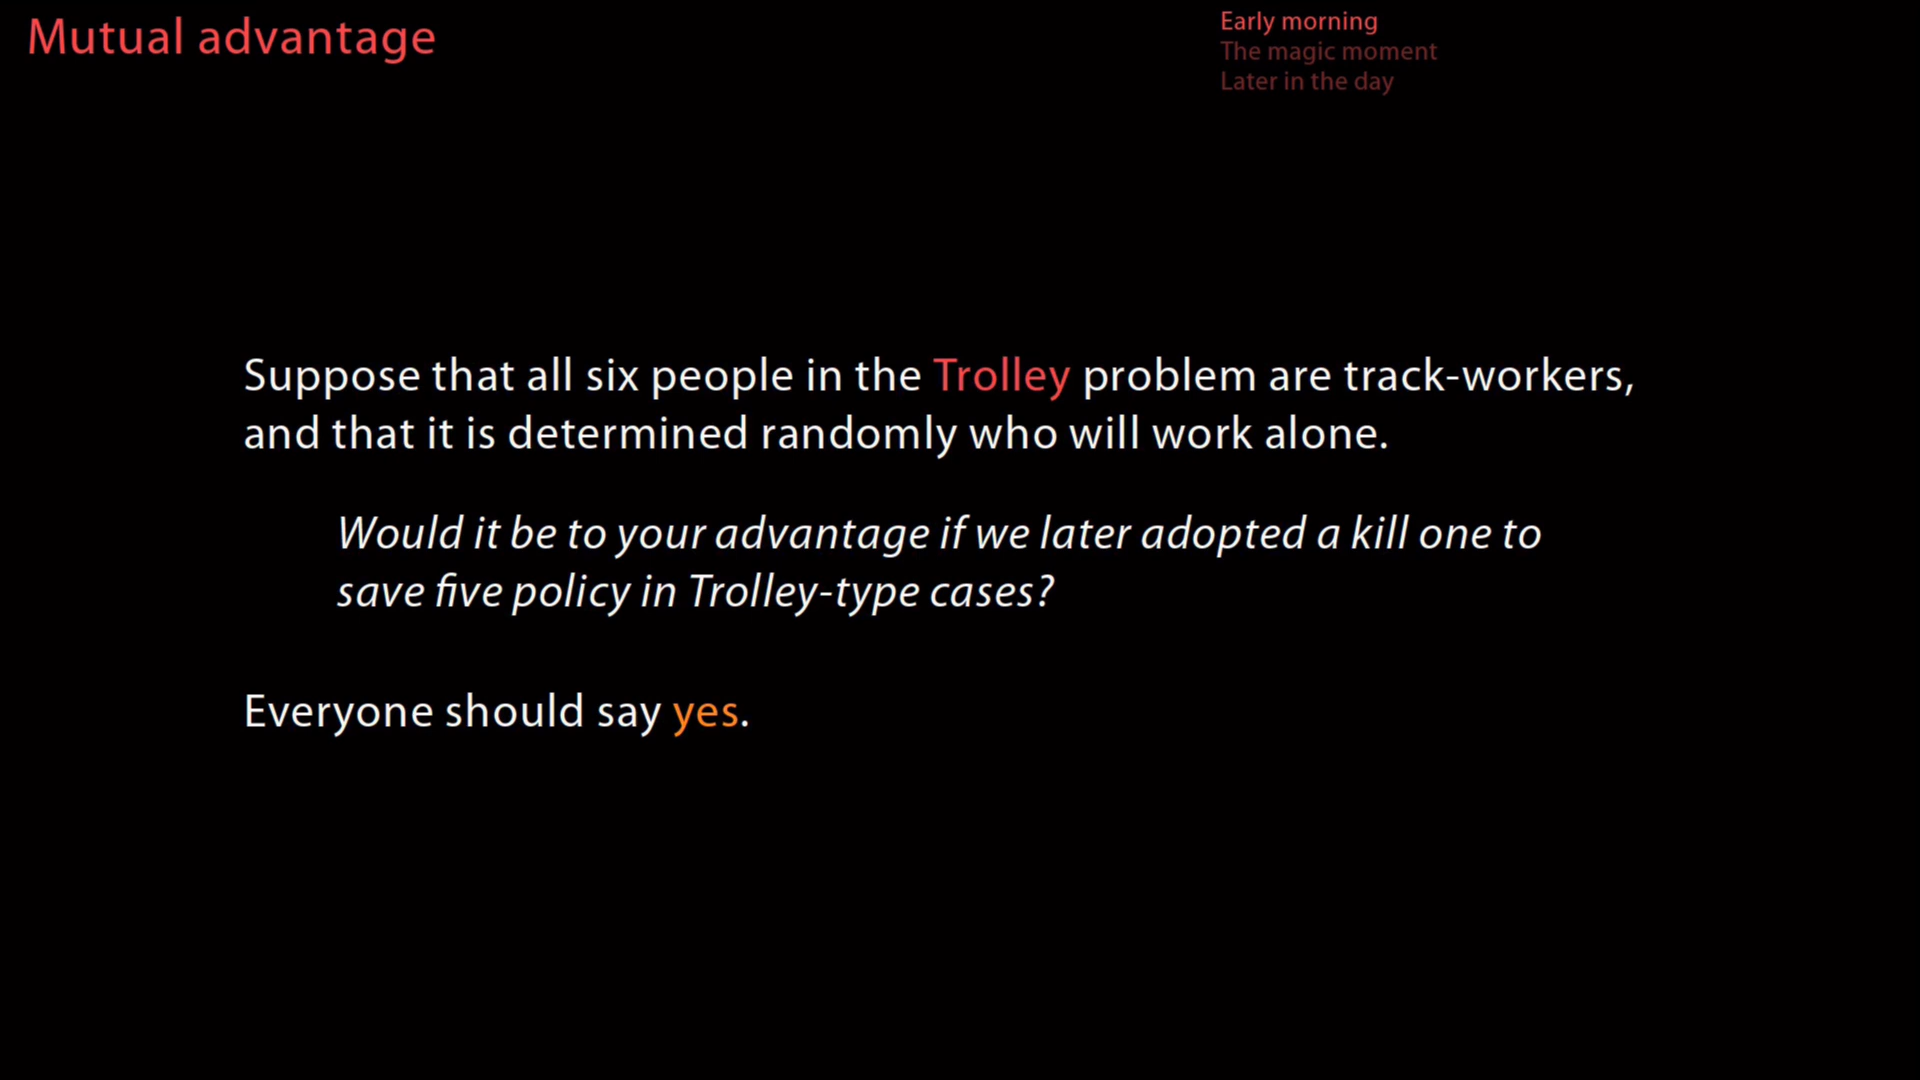 Mutual advantage
Early morning
The magic moment
Later in the day
Suppose that all six people in the Trolley problem are track-workers,
and that it is determined randomly who will work alone.
Would it be to your advantage if we later adopted a kill one to
save five policy in Trolley-type cases?
Everyone should say yes.